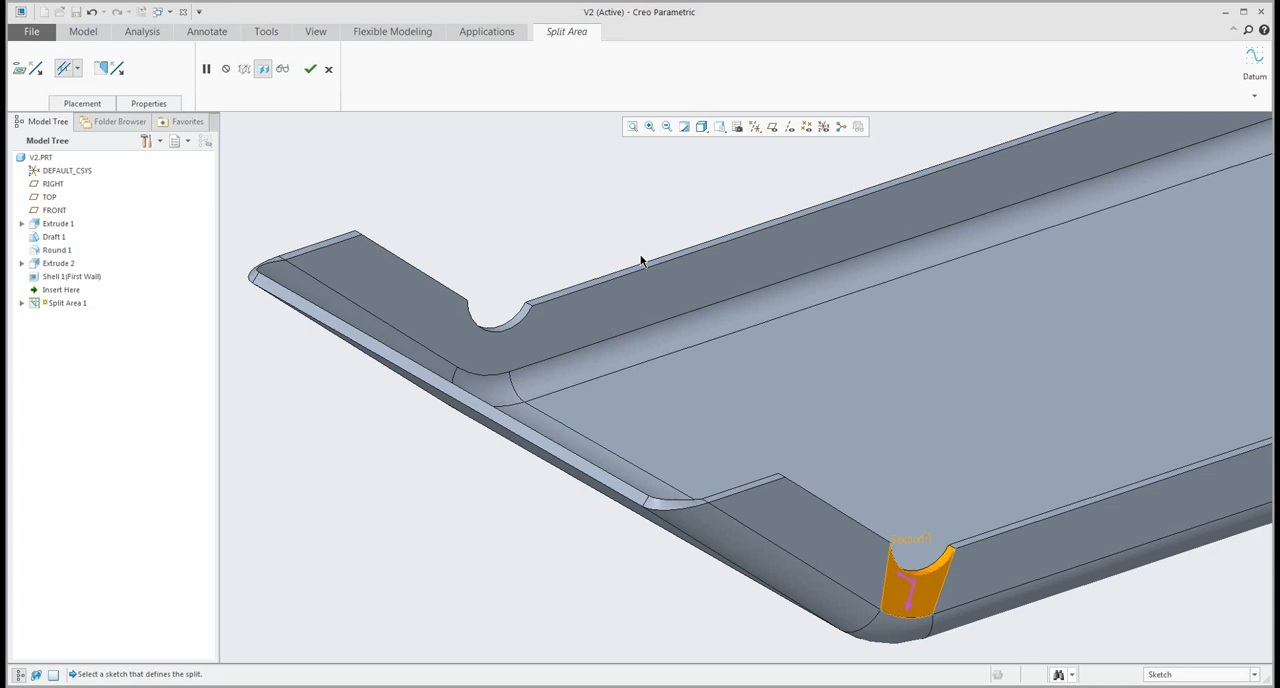 V2 (Active) - Creo Parametric
File Model Analysis Annotate Tools View Flexible Modeling Applications Split Area
Datum
Placement Properties
Model Tree Folder Browser Favorites
Model Tree
V2.PRT
DEFAULT_CSYS
RIGHT
TOP
FRONT
Extrude 1
Draft 1
Round 1
Extrude 2
Shell 1(First Wall)
Insert Here
Split Area 1
Section-1
Select a sketch that defines the split.
Sketch